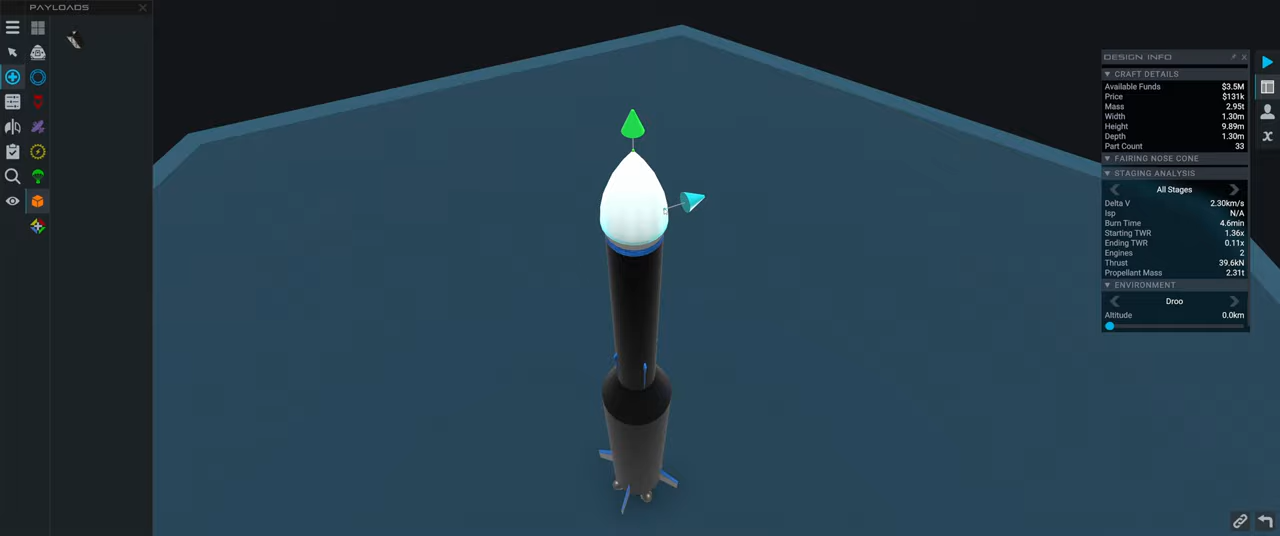 PAYLOADS
DESIGN INFO
CRAFT DETAILS
Available Funds $3.5M
Price $131k
Mass 2.95t
Width 1.30m
Height 9.89m
Depth 1.30m
Part Count 33
FAIRING NOSE CONE
STAGING ANALYSIS
All Stages
Delta V 2.30km/s
Isp N/A
Burn Time 4.6min
Starting TWR 1.36x
Ending TWR 0.11x
Engines 2
Thrust 39.6kN
Propellant Mass 2.31t
ENVIRONMENT
Droo
Altitude 0.0km